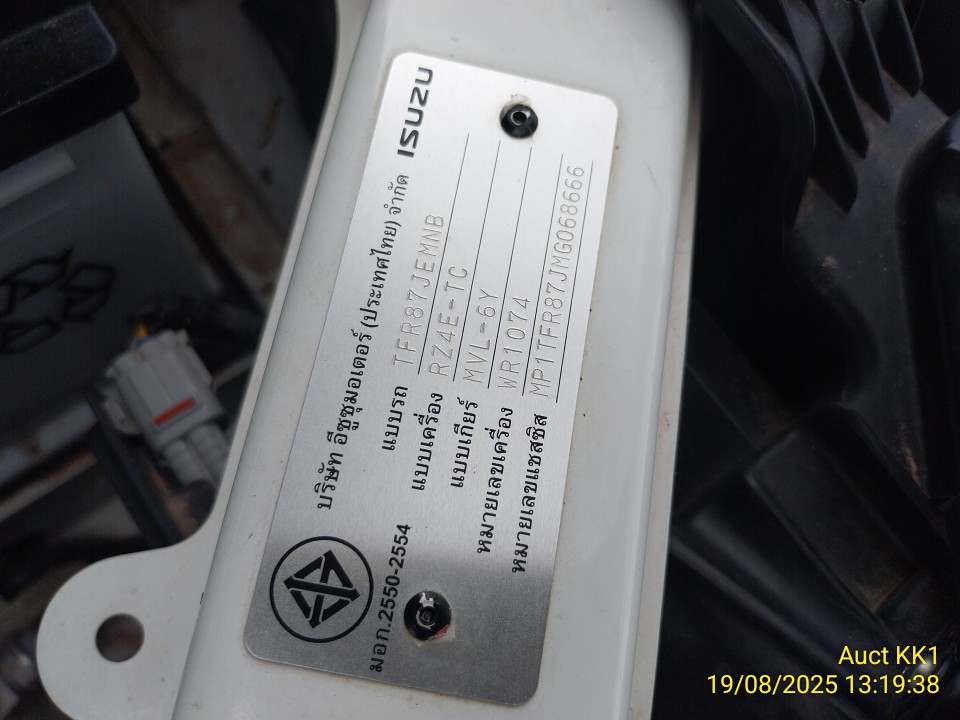 บริษัท อีซูซุมอเตอร์ (ประเทศไทย) จำกัด ISUZU
แบบรถ TFR87JEMNB
แบบเครื่อง RZ4E-TC
แบบเกียร์ MVL-6Y
หมายเลขเครื่อง WR1074
หมายเลขแชสซิส MP1TFR87JMG068666
มอก.2550-2554
Auct KK1
19/08/2025 13:19:38